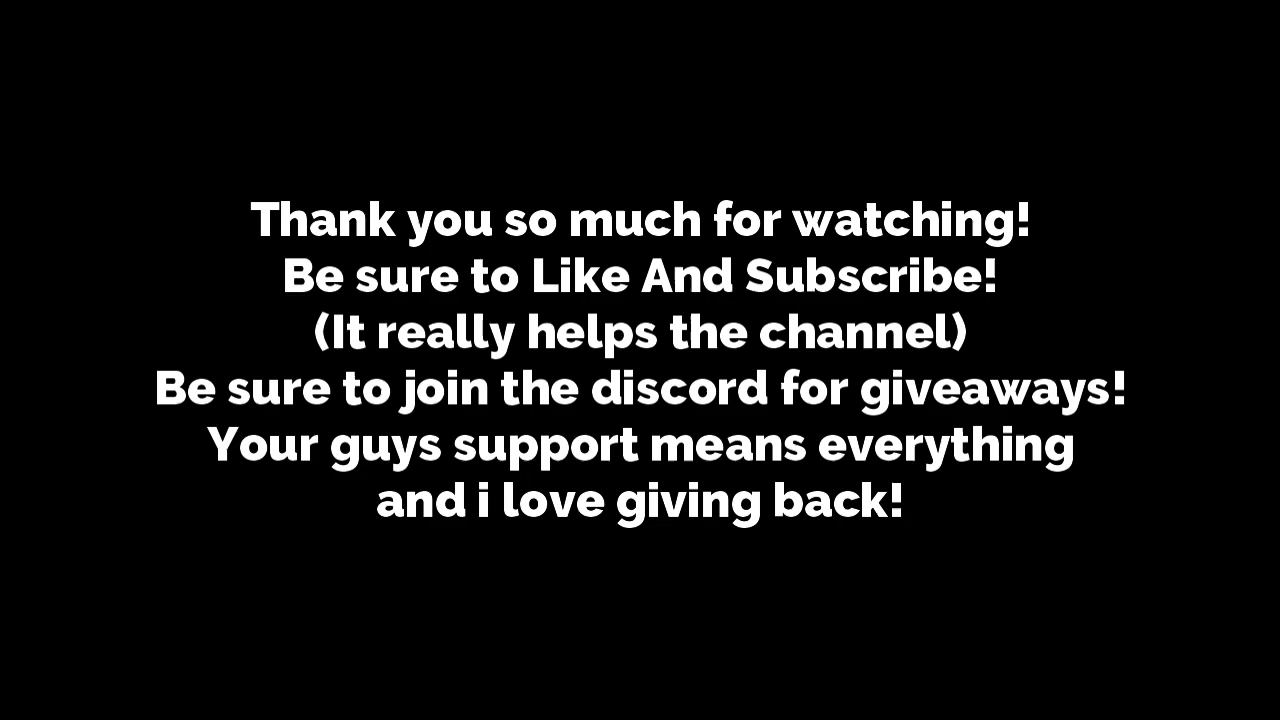 Thank you so much for watching!
Be sure to Like And Subscribe!
(It really helps the channel)
Be sure to join the discord for giveaways!
Your guys support means everything
and i love giving back!